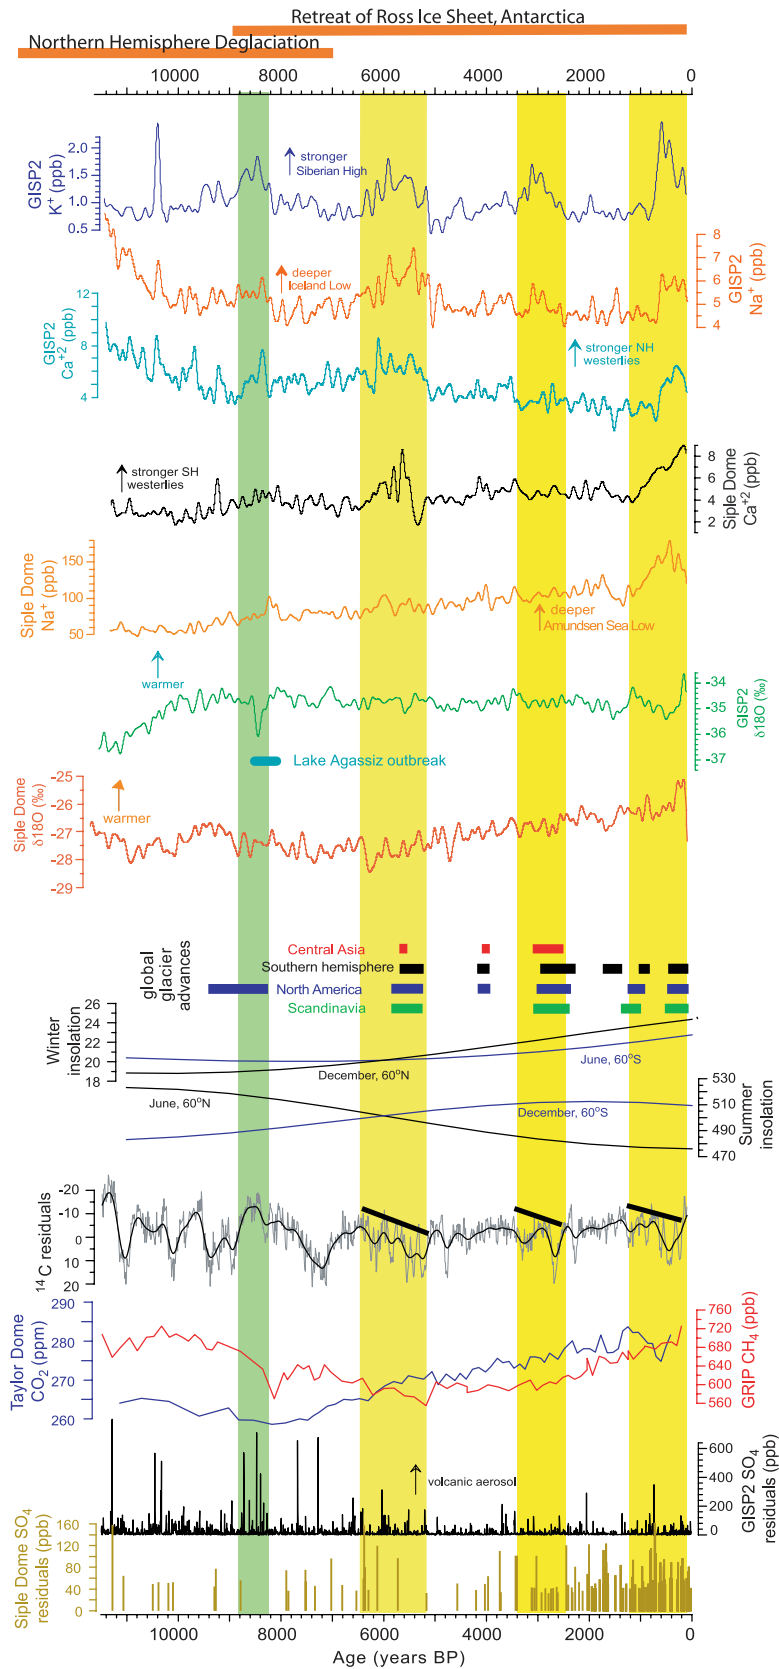 Retreat of Ross Ice Sheet, Antarctica
Northern Hemisphere Deglaciation
10000 8000 6000 4000 2000 0
GISP2
K+ (ppb)
2.0
1.5
1.0
0.5
stronger
Siberian High
GISP2
Na+ (ppb)
8
7
6
5
4
deeper
Iceland Low
GISP2
Ca+2 (ppb)
12
8
4
stronger NH
westerlies
Siple Dome
Ca+2 (ppb)
8
6
4
2
stronger SH
westerlies
Siple Dome
Na+ (ppb)
150
100
50
deeper
Amundsen Sea Low
warmer
GISP2
δ18O (‰)
-34
-35
-36
-37
Lake Agassiz outbreak
Siple Dome
δ18O (‰)
-25
-26
-27
-28
-29
warmer
global
glacier
advances
Central Asia
Southern hemisphere
North America
Scandinavia
Winter
insolation
26
24
22
20
18
June, 60°S
December, 60°N
June, 60°N
December, 60°S
Summer
insolation
530
510
490
470
14C residuals
-20
-10
0
10
20
Taylor Dome
CO2 (ppm)
290
280
270
260
GRIP CH4 (ppb)
760
720
680
640
600
560
GISP2 SO4
residuals (ppb)
600
400
200
0
volcanic aerosol
Siple Dome SO4
residuals (ppb)
160
120
80
40
0
10000 8000 6000 4000 2000 0
Age (years BP)